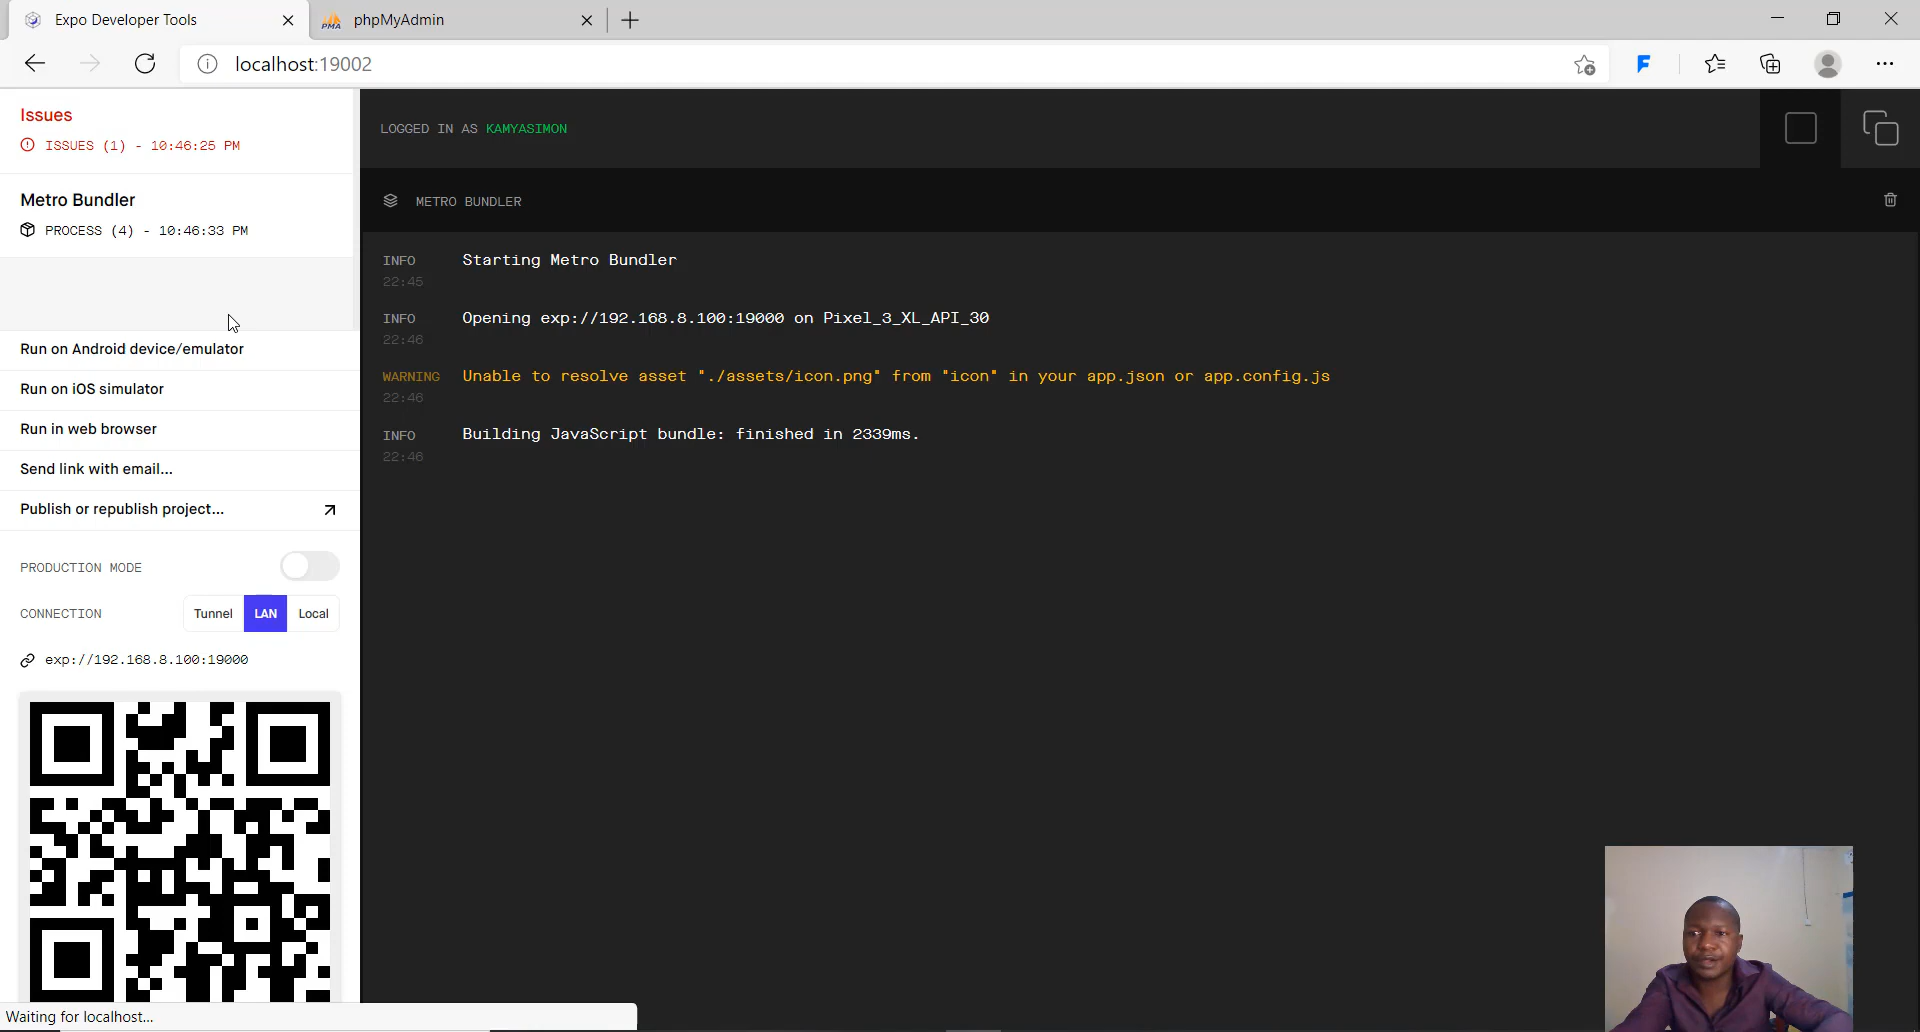 Expo Developer Tools
PMA phpMyAdmin
localhost:19002
F
Issues
ISSUES (1) - 10:46:25 PM
Metro Bundler
PROCESS (4) - 10:46:33 PM
Run on Android device/emulator
Run on iOS simulator
Run in web browser
Send link with email...
Publish or republish project...
PRODUCTION MODE
CONNECTION Tunnel LAN Local
exp://192.168.8.100:19000
Waiting for localhost...
LOGGED IN AS KAMYASIMON
METRO BUNDLER
INFO Starting Metro Bundler
22:45
INFO Opening exp://192.168.8.100:19000 on Pixel_3_XL_API_30
22:46
WARNING Unable to resolve asset "./assets/icon.png" from "icon" in your app.json or app.config.js
22:46
INFO Building JavaScript bundle: finished in 2339ms.
22:46